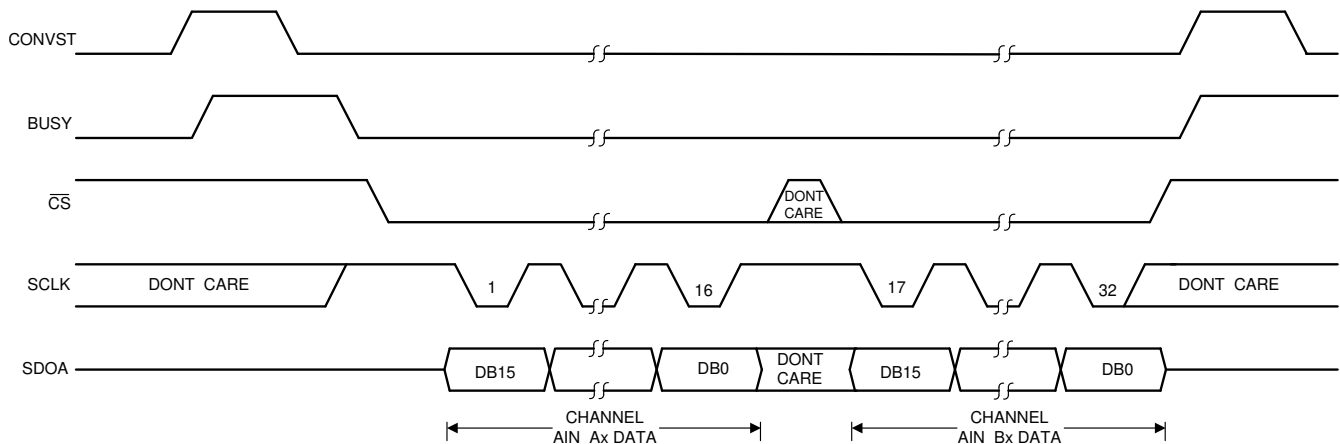 CONVST
BUSY
CS
DONT
CARE
SCLK
DONT CARE
1
16
17
32
DONT CARE
SDOA
DB15
DB0
DONT
CARE
DB15
DB0
CHANNEL
AIN Ax DATA
CHANNEL
AIN Bx DATA